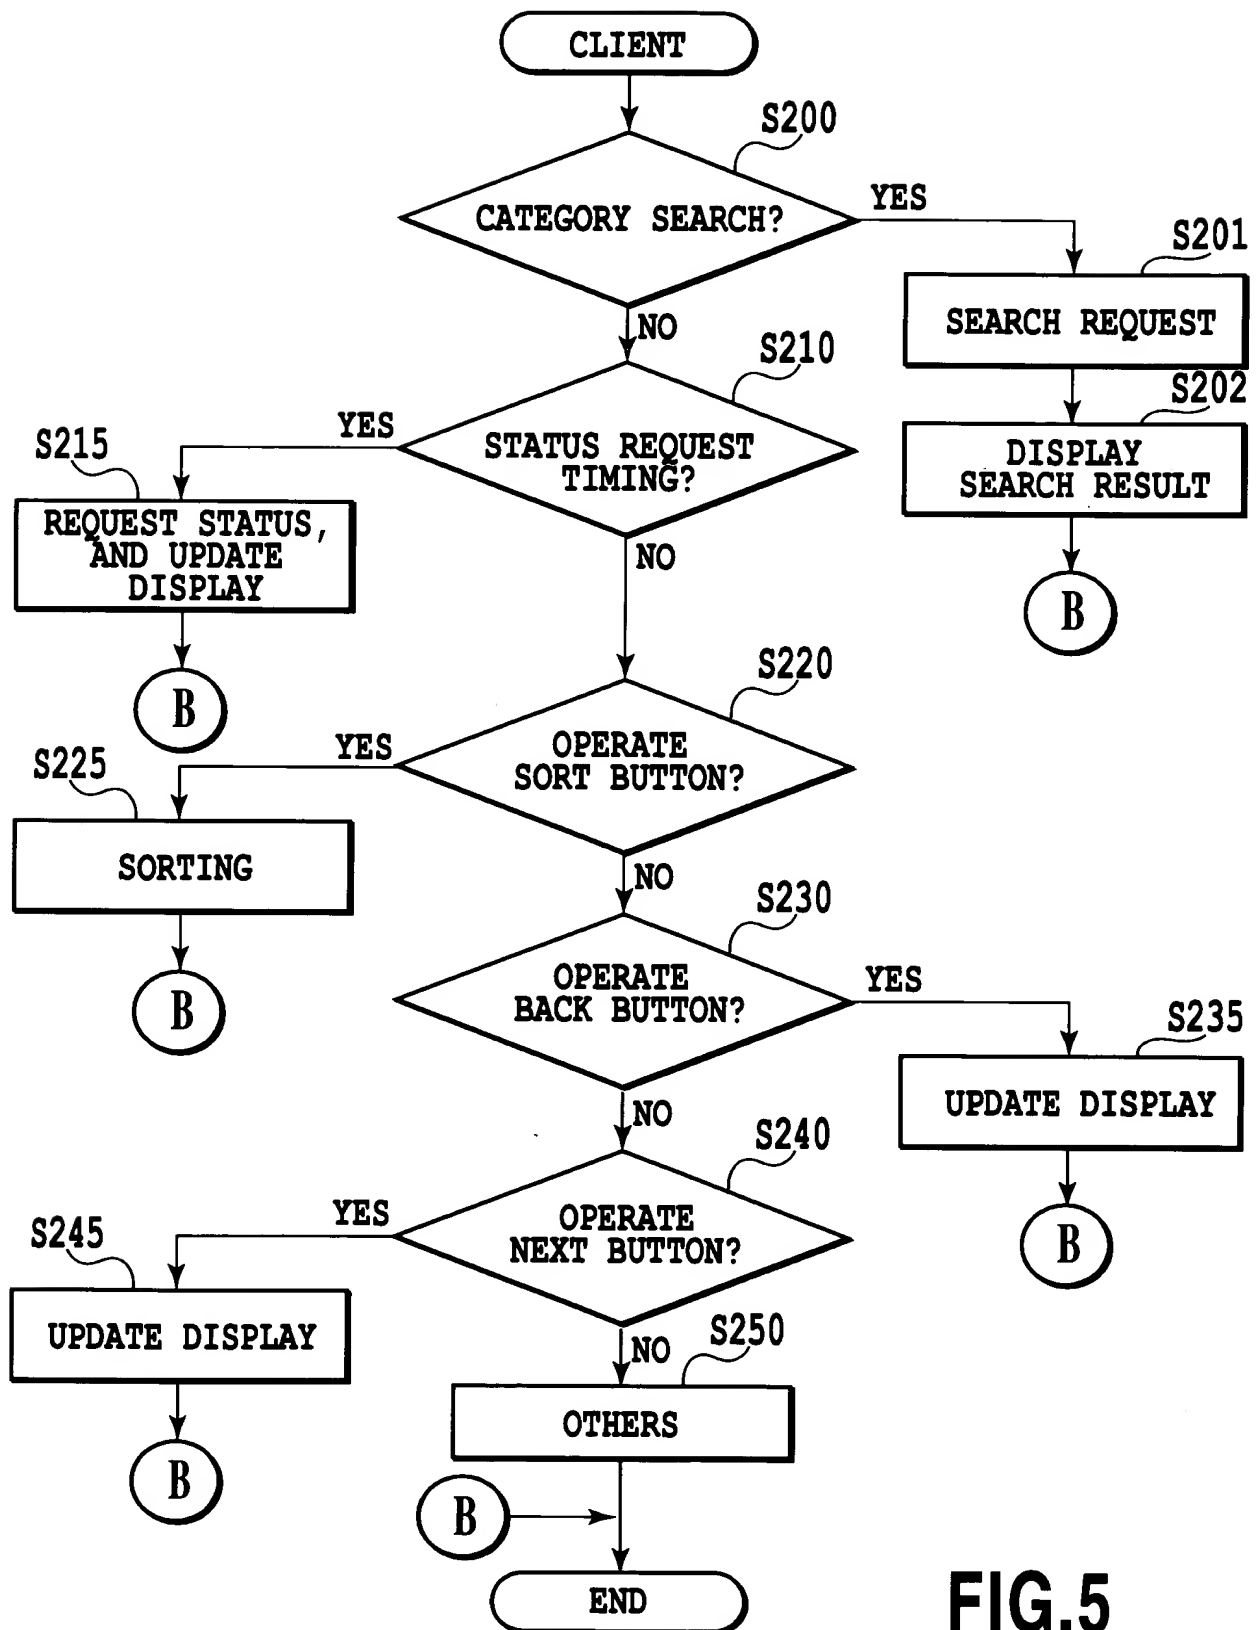 CLIENT
S200
CATEGORY SEARCH?
YES
S201
SEARCH REQUEST
NO
S210
S202
STATUS REQUEST
TIMING?
YES
DISPLAY
SEARCH RESULT
S215
REQUEST STATUS,
AND UPDATE
DISPLAY
NO
B
B
S220
OPERATE
SORT BUTTON?
YES
S225
SORTING
B
NO
S230
OPERATE
BACK BUTTON?
YES
S235
UPDATE DISPLAY
B
NO
S240
OPERATE
NEXT BUTTON?
YES
S245
UPDATE DISPLAY
B
NO
S250
OTHERS
B
END
FIG.5